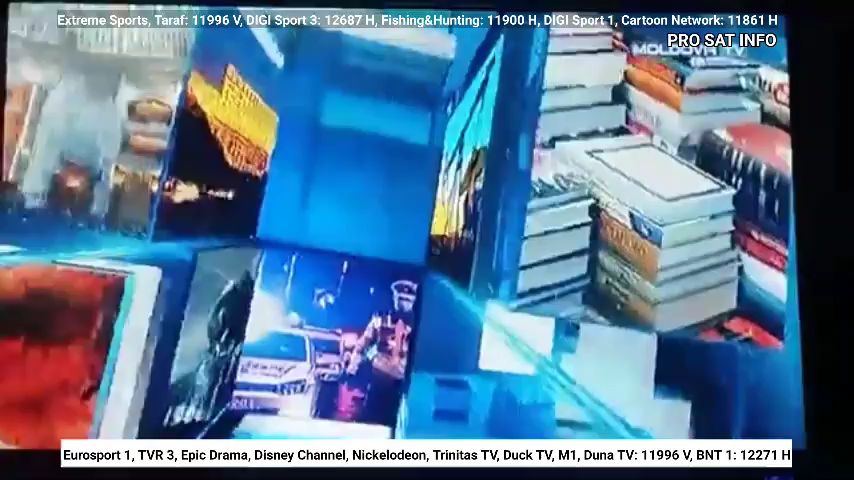 Extreme Sports, Taraf: 11996 V, DIGI Sport 3: 12687 H, Fishing&Hunting: 11900 H, DIGI Sport 1, Cartoon Network: 11861 H
MOLDOVA TV
PRO SAT INFO
Eurosport 1, TVR 3, Epic Drama, Disney Channel, Nickelodeon, Trinitas TV, Duck TV, M1, Duna TV: 11996 V, BNT 1: 12271 H